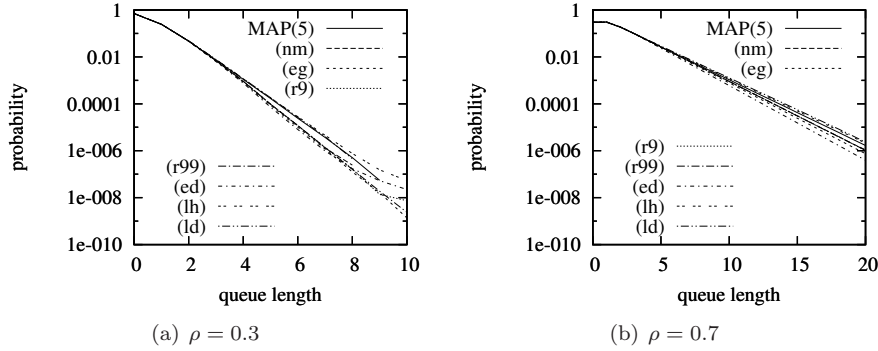 1
0.01
0.0001
1e-006
1e-008
1e-010
probability
MAP(5)
(nm)
(eg)
(r9)
(r99)
(ed)
(lh)
(ld)
0 2 4 6 8 10
queue length
(a) ρ = 0.3
1
0.01
0.0001
1e-006
1e-008
1e-010
probability
MAP(5)
(nm)
(eg)
(r9)
(r99)
(ed)
(lh)
(ld)
0 5 10 15 20
queue length
(b) ρ = 0.7